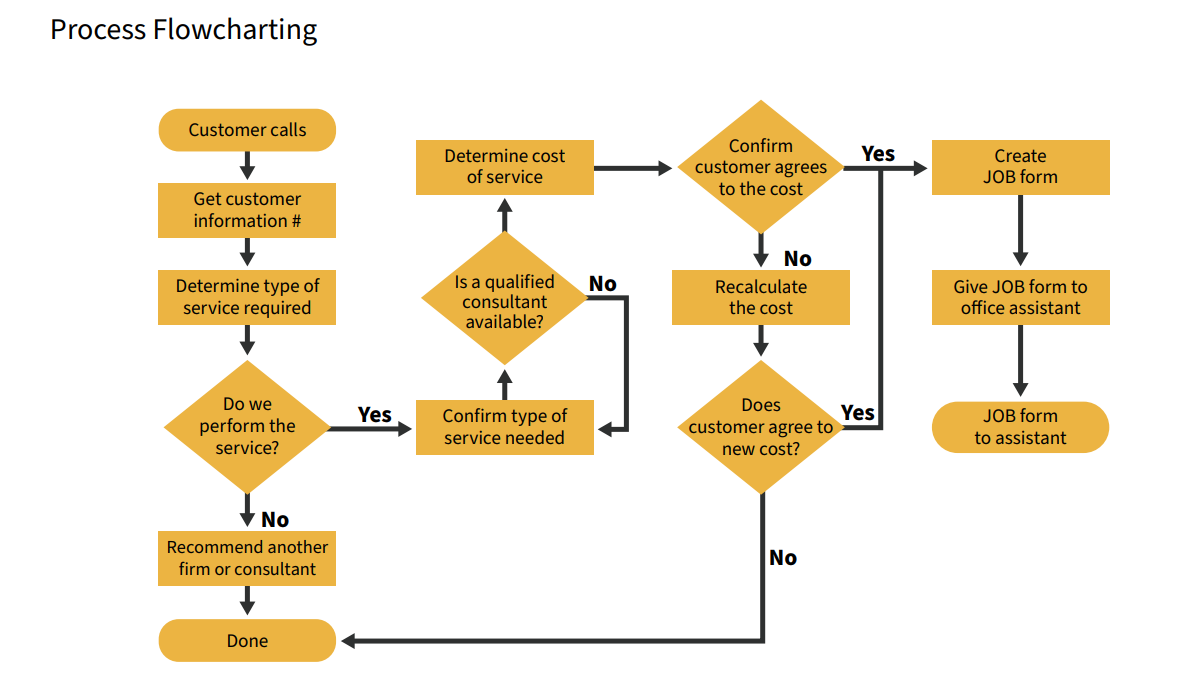 Process Flowcharting
Customer calls
Get customer
information #
Determine type of
service required
Do we
perform the
service?
Yes
No
Recommend another
firm or consultant
Done
Confirm type of
service needed
Is a qualified
consultant
available?
No
Determine cost
of service
Confirm
customer agrees
to the cost
Yes
No
Recalculate
the cost
Does
customer agree to
new cost?
Yes
No
Create
JOB form
Give JOB form to
office assistant
JOB form
to assistant